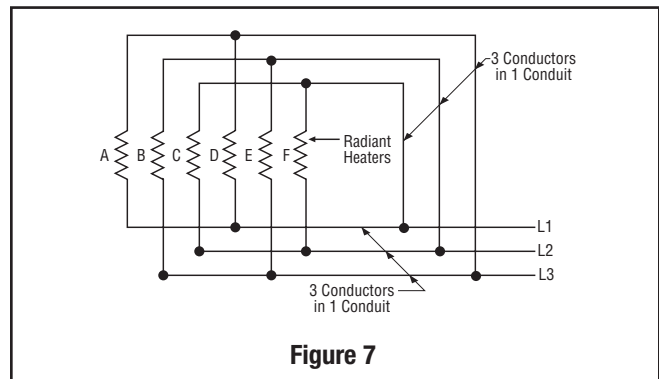 3 Conductors
in 1 Conduit
A
B
C
D
E
F
Radiant
Heaters
L1
L2
L3
3 Conductors
in 1 Conduit
Figure 7